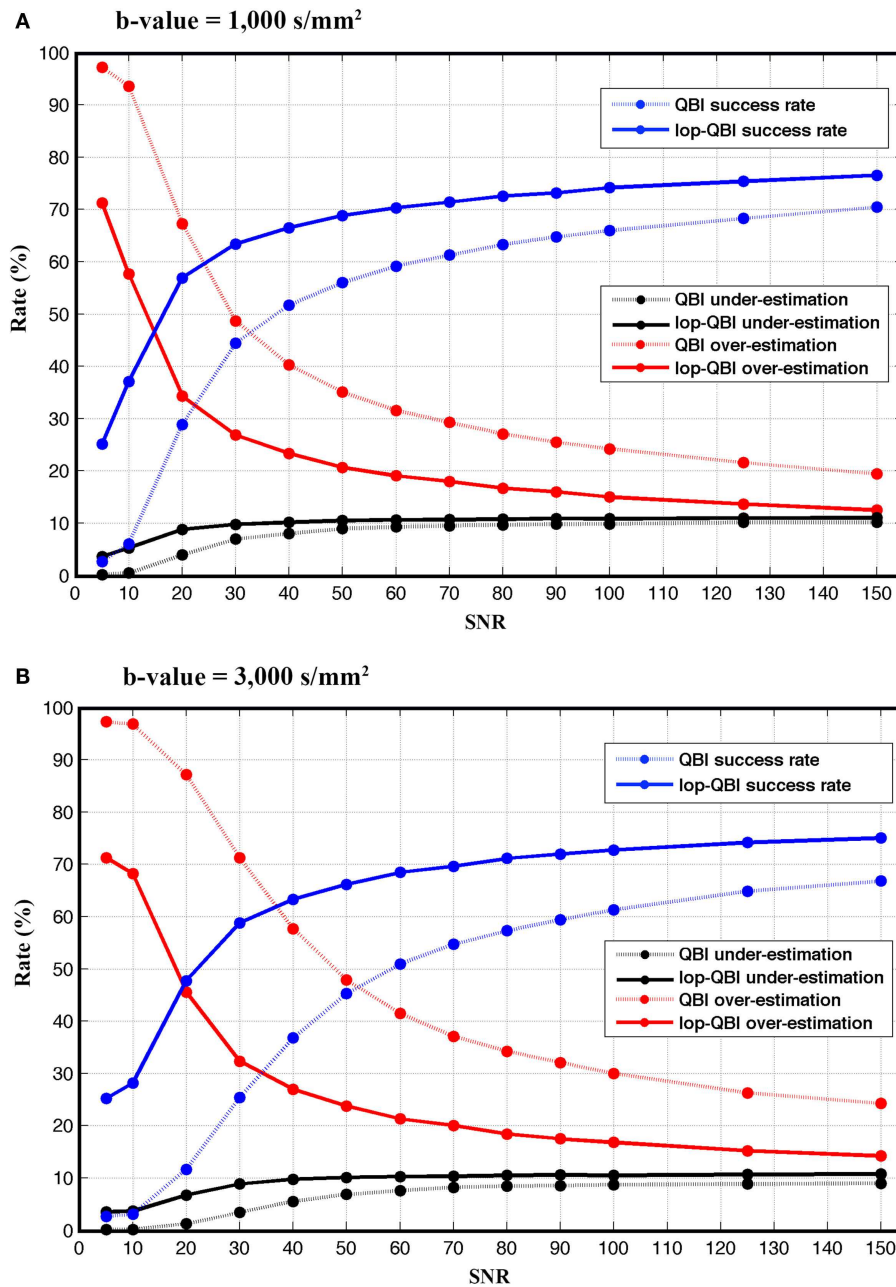 A
b-value = 1,000 s/mm²
100
90
80
70
60
50
40
30
20
10
0
Rate (%)
QBI success rate
lop-QBI success rate
QBI under-estimation
lop-QBI under-estimation
QBI over-estimation
lop-QBI over-estimation
0 10 20 30 40 50 60 70 80 90 100 110 120 130 140 150
SNR
B
b-value = 3,000 s/mm²
100
90
80
70
60
50
40
30
20
10
0
Rate (%)
QBI success rate
lop-QBI success rate
QBI under-estimation
lop-QBI under-estimation
QBI over-estimation
lop-QBI over-estimation
0 10 20 30 40 50 60 70 80 90 100 110 120 130 140 150
SNR